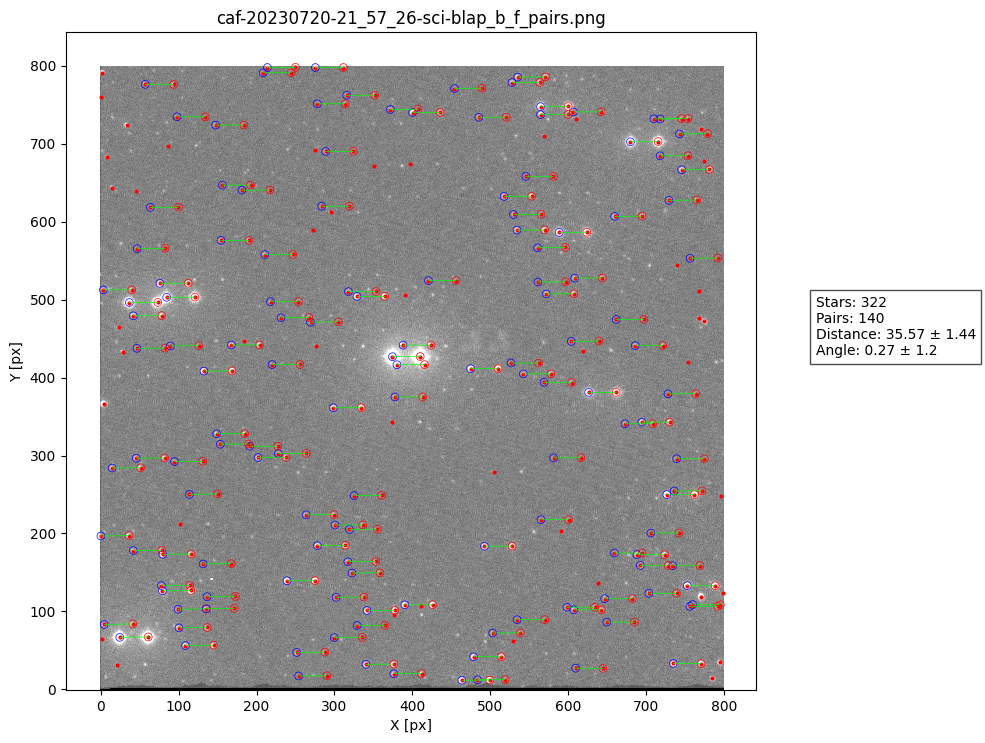 caf-20230720-21_57_26-sci-blap_b_f_pairs.png
800
700
600
500
400
300
200
100
0
Y [px]
0 100 200 300 400 500 600 700 800
X [px]
Stars: 322
Pairs: 140
Distance: 35.57 ± 1.44
Angle: 0.27 ± 1.2